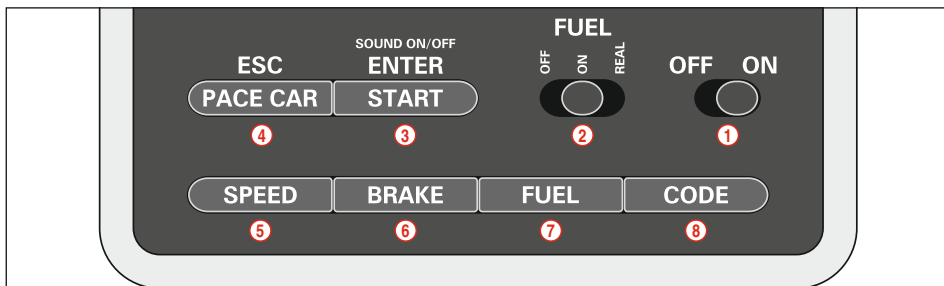 FUEL
SOUND ON/OFF
ESC ENTER OFF ON REAL OFF ON
PACE CAR START
4 3 2 1
SPEED BRAKE FUEL CODE
5 6 7 8